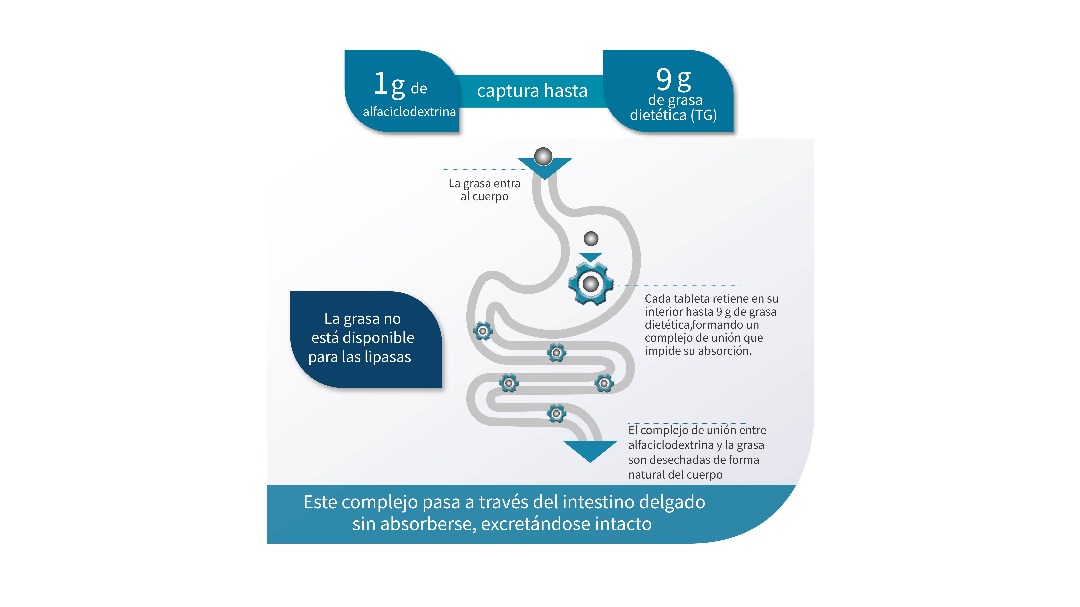 1g de
alfaciclodextrina
captura hasta
9 g
de grasa
dietética (TG)
La grasa entra
al cuerpo
Cada tableta retiene en su
interior hasta 9 g de grasa
dietética,formando un
complejo de unión que
impide su absorción.
La grasa no
está disponible
para las lipasas
El complejo de unión entre
alfaciclodextrina y la grasa
son desechadas de forma
natural del cuerpo
Este complejo pasa a través del intestino delgado
sin absorberse, excretándose intacto